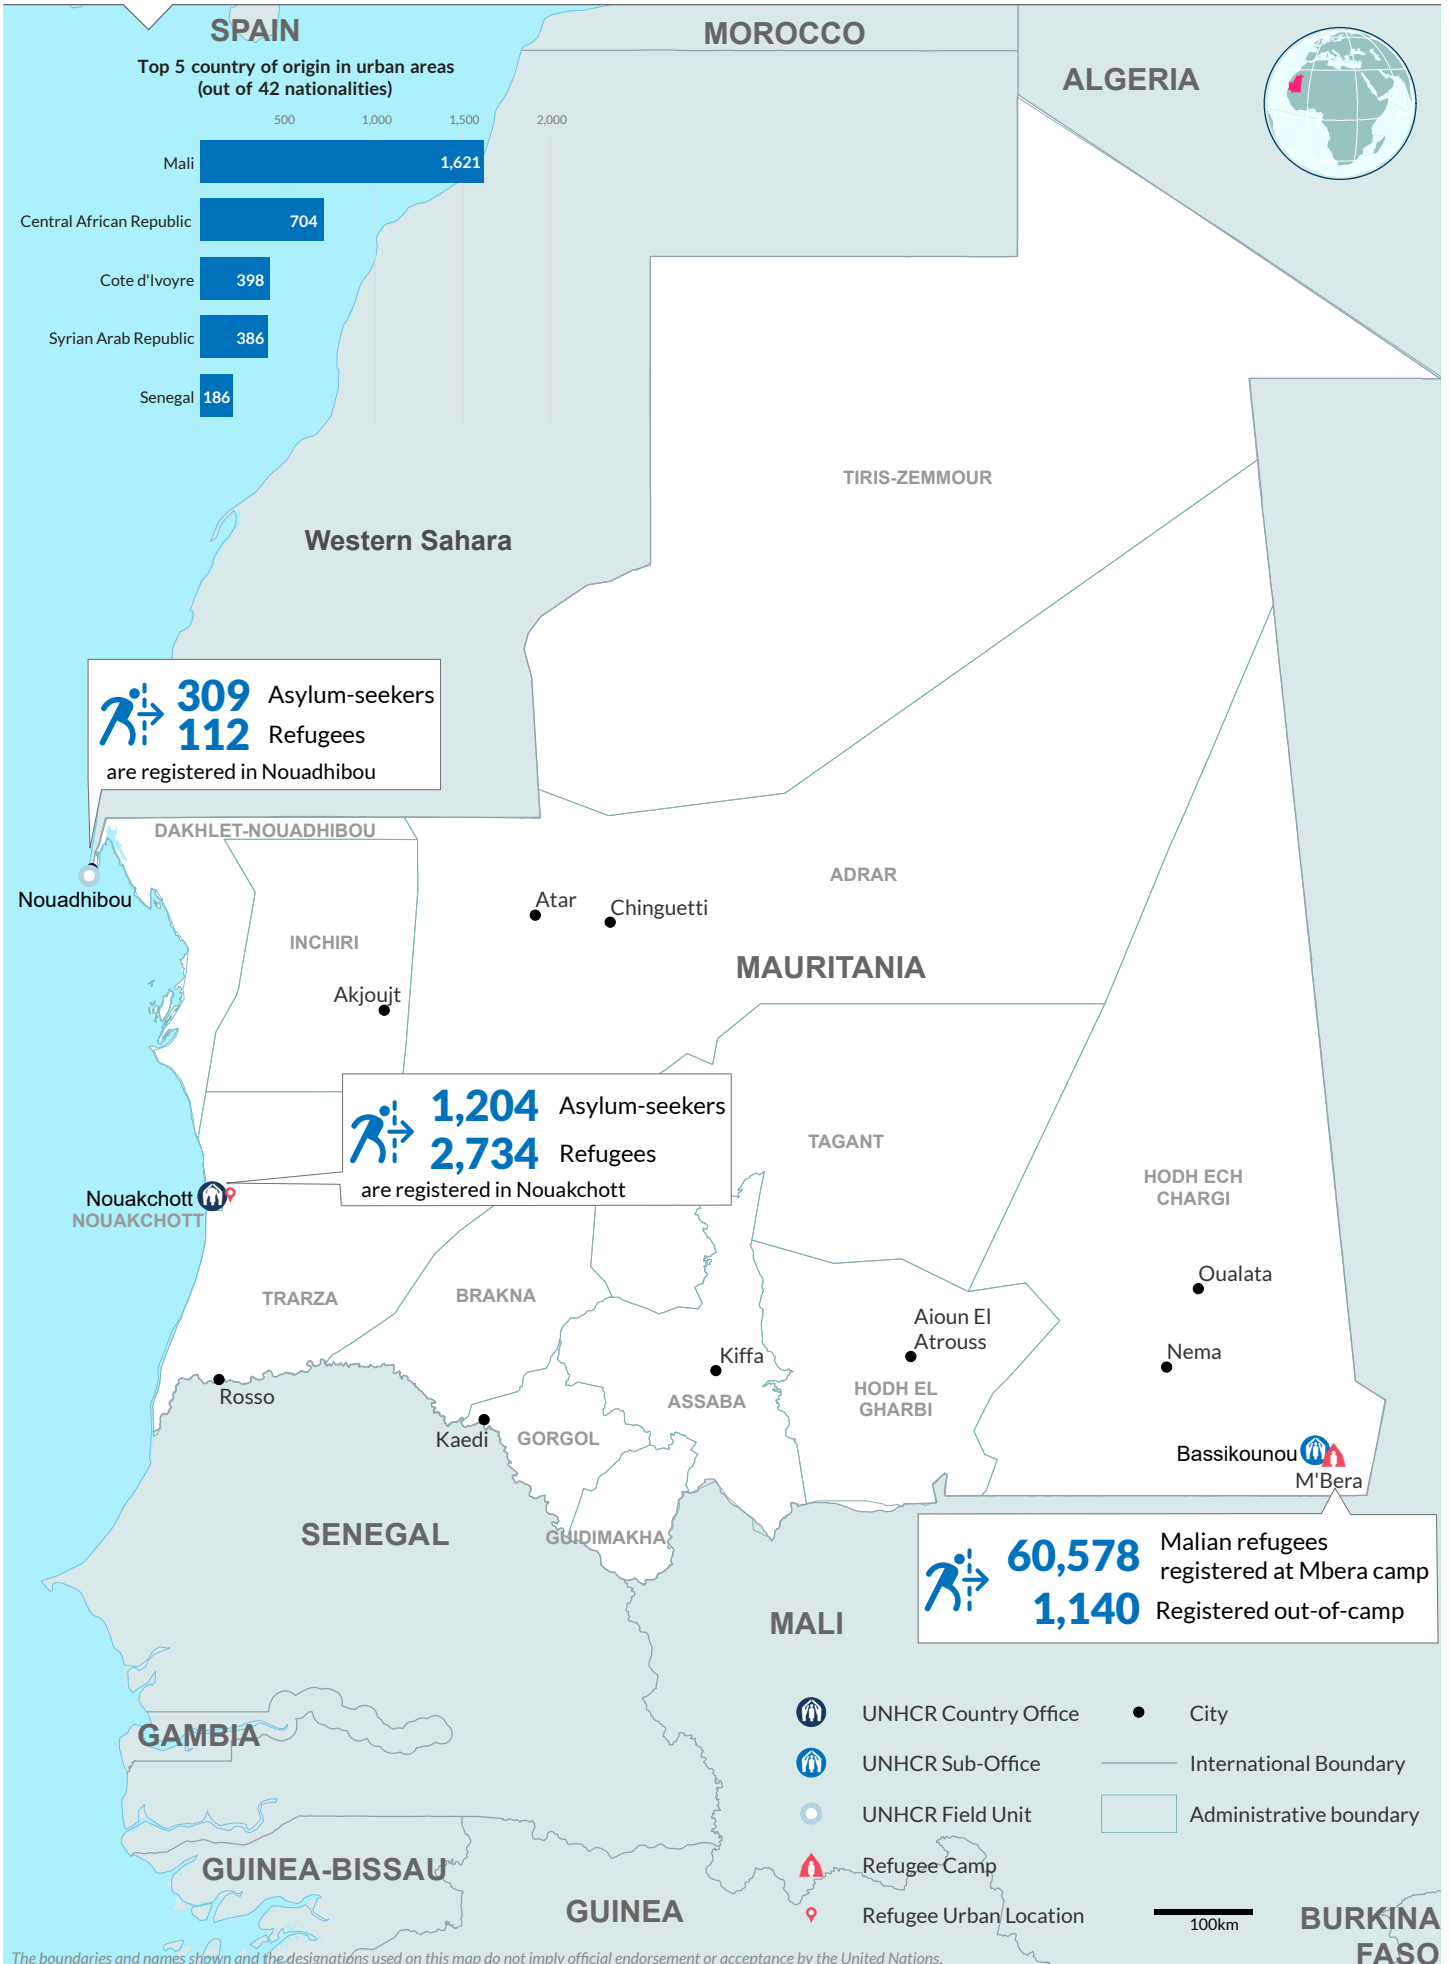 SPAIN
MOROCCO
ALGERIA
Top 5 country of origin in urban areas
(out of 42 nationalities)
500 1,000 1,500 2,000
Mali 1,621
Central African Republic 704
Cote d'Ivoyre 398
Syrian Arab Republic 386
Senegal 186
TIRIS-ZEMMOUR
Western Sahara
309 Asylum-seekers
112 Refugees
are registered in Nouadhibou
DAKHLET-NOUADHIBOU
Nouadhibou
ADRAR
Atar
Chinguetti
INCHIRI
MAURITANIA
Akjoujt
1,204 Asylum-seekers
2,734 Refugees
are registered in Nouakchott
TAGANT
HODH ECH
CHARGI
Nouakchott
NOUAKCHOTT
Oualata
TRARZA
BRAKNA
Aioun El
Atrouss
Kiffa
Nema
Rosso
ASSABA
HODH EL
GHARBI
Kaedi
GORGOL
Bassikounou
M'Bera
SENEGAL
GUIDIMAKHA
60,578 Malian refugees
registered at Mbera camp
1,140 Registered out-of-camp
MALI
UNHCR Country Office
City
GAMBIA
UNHCR Sub-Office
International Boundary
UNHCR Field Unit
Administrative boundary
GUINEA-BISSAU
Refugee Camp
GUINEA
Refugee Urban Location
100km
BURKINA
FASO
The boundaries and names shown and the designations used on this map do not imply official endorsement or acceptance by the United Nations.